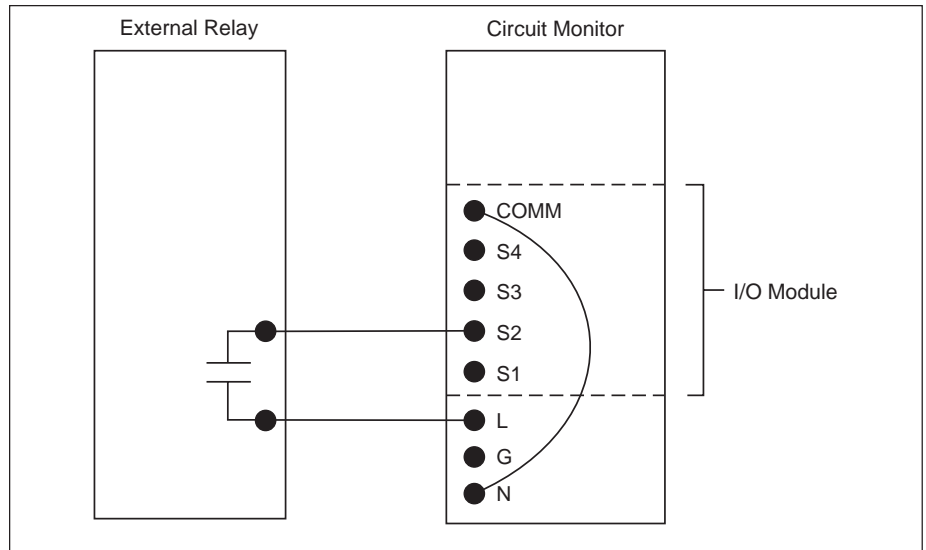 External Relay
Circuit Monitor
COMM
S4
S3
I/O Module
S2
S1
L
G
N